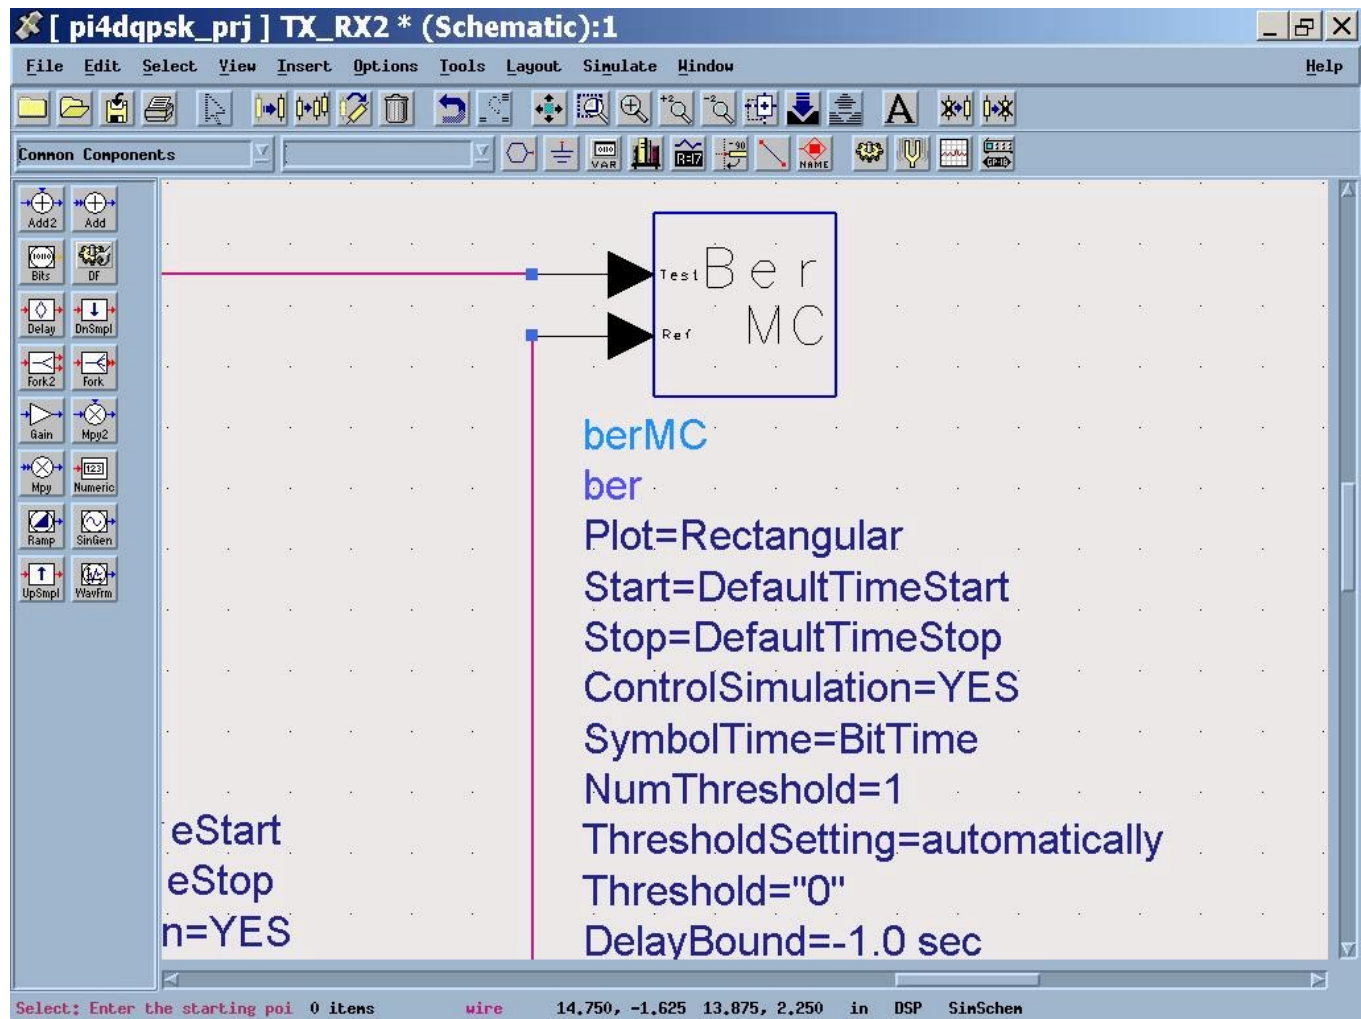 [ pi4dqpsk_prj ] TX_RX2 * (Schematic):1
File Edit Select View Insert Options Tools Layout Simulate Window Help
A
Common Components
VAR
NAME
GPIB
Add2 Add
Bits DF
Delay DnSmpl
Fork2 Fork
Gain Mpy2
Mpy Numeric
Ramp SinGen
UpSmpl WavFrm
Test Ber
Ref MC
berMC
ber
Plot=Rectangular
Start=DefaultTimeStart
Stop=DefaultTimeStop
ControlSimulation=YES
SymbolTime=BitTime
NumThreshold=1
eStart
ThresholdSetting=automatically
eStop
Threshold="0"
n=YES
DelayBound=-1.0 sec
Select: Enter the starting poi 0 items wire 14.750, -1.625 13.875, 2.250 in DSP SimSchem